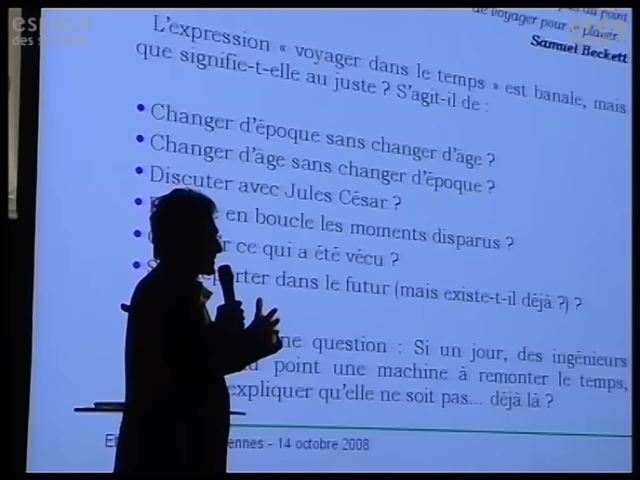 espace
des sciences
au point
de voyager pour le plaisir.
Samuel Beckett
L'expression « voyager dans le temps » est banale, mais
que signifie-t-elle au juste ? S'agit-il de :
• Changer d'époque sans changer d'âge ?
• Changer d'âge sans changer d'époque ?
• Discuter avec Jules César ?
• en boucle les moments disparus ?
• ce qui a été vécu ?
• dans le futur (mais existe-t-il déjà ?) ?
question : Si un jour, des ingénieurs
point une machine à remonter le temps,
expliquer qu'elle ne soit pas... déjà là ?
ennes - 14 octobre 2008